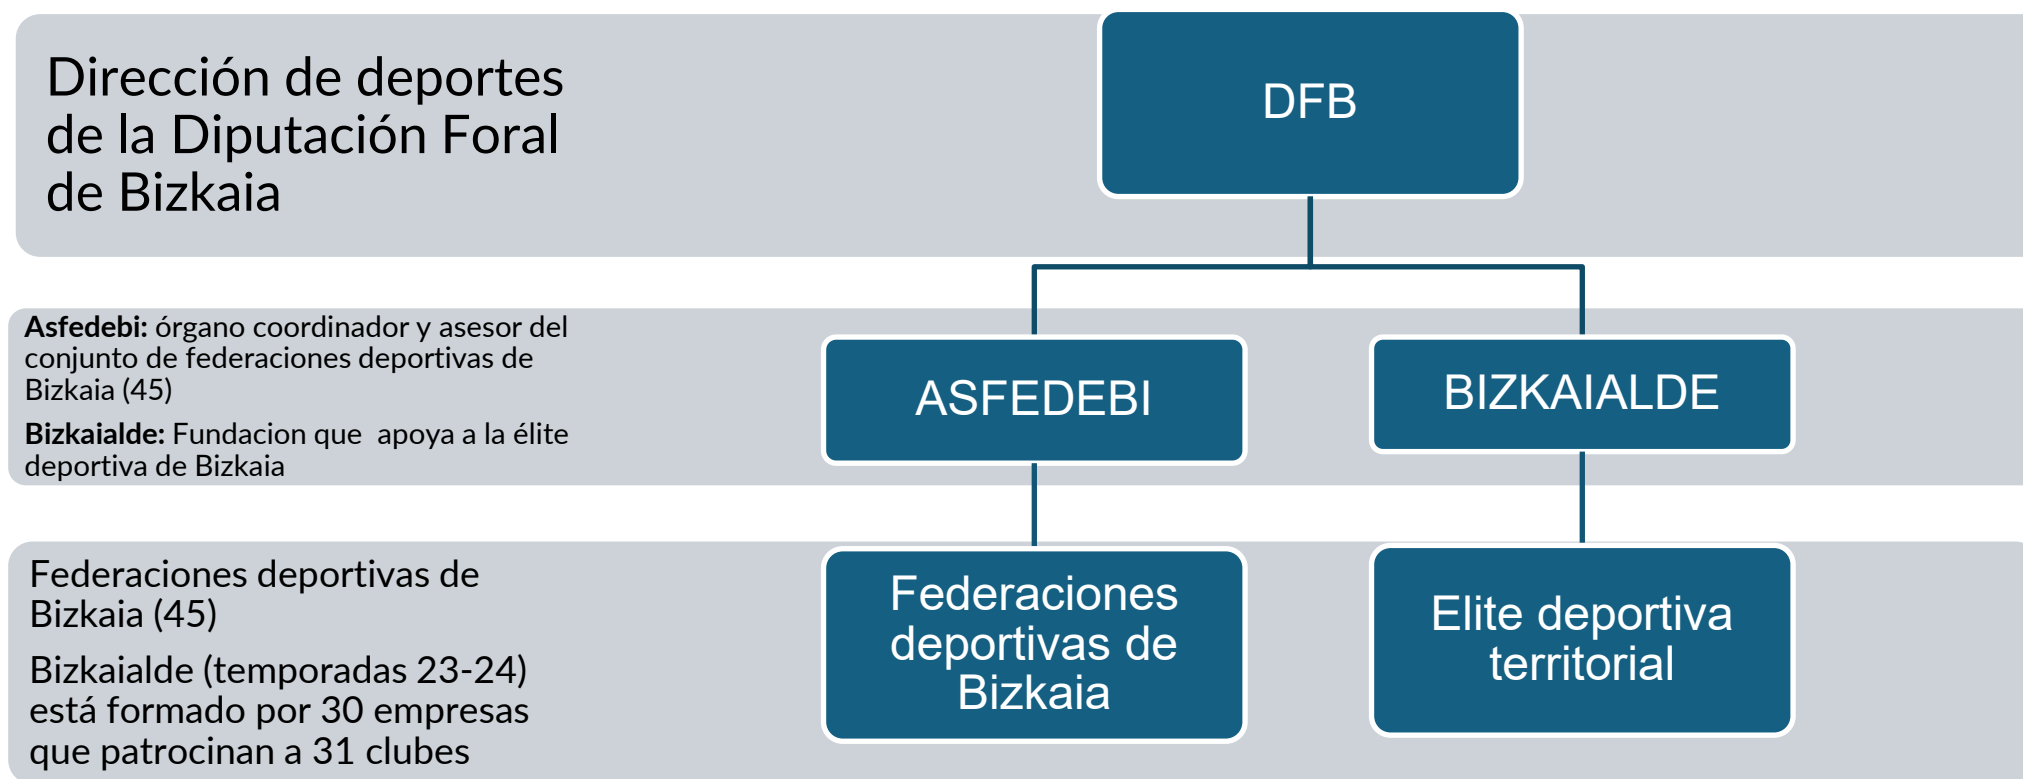 Dirección de deportes
de la Diputación Foral
de Bizkaia
DFB
Asfedebi: órgano coordinador y asesor del
conjunto de federaciones deportivas de
Bizkaia (45)
Bizkaialde: Fundacion que  apoya a la élite
deportiva de Bizkaia
ASFEDEBI
BIZKAIALDE
Federaciones deportivas de
Bizkaia (45)
Bizkaialde (temporadas 23-24)
está formado por 30 empresas
que patrocinan a 31 clubes
Federaciones
deportivas de
Bizkaia
Elite deportiva
territorial